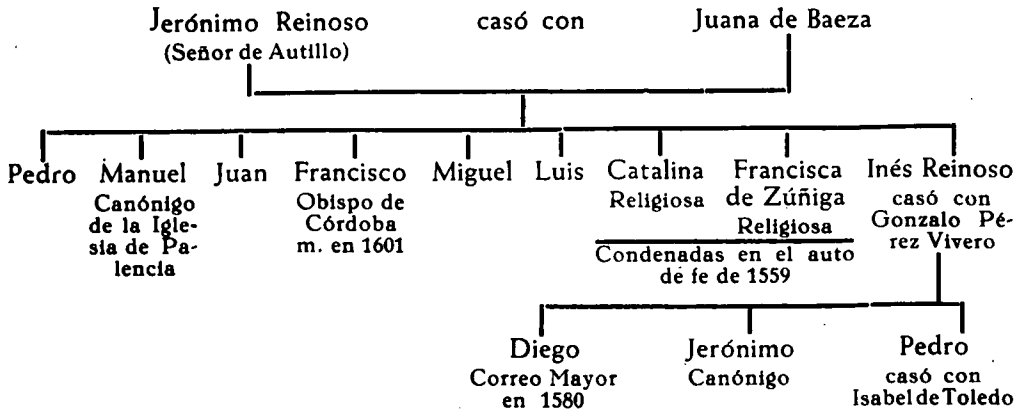 Jerónimo Reinoso casó con Juana de Baeza
(Señor de Autillo)
Pedro Manuel Juan Francisco Miguel Luis Catalina Francisca Inés Reinoso
Canónigo Obispo de Religiosa de Zúñiga casó con
de la Igle- Córdoba Religiosa Gonzalo Pé-
sia de Pa- m. en 1601 rez Vivero
lencia
Condenadas en el auto
de fe de 1559
Diego Jerónimo Pedro
Correo Mayor Canónigo casó con
en 1580 Isabel de Toledo